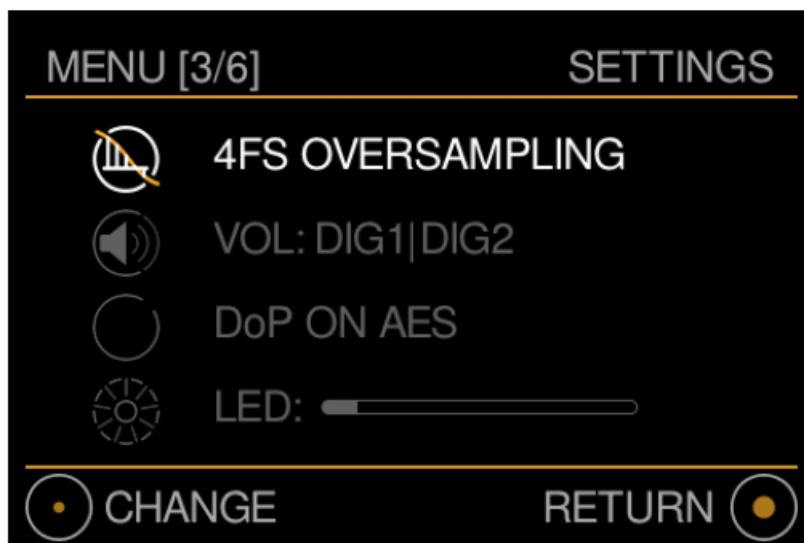 MENU [3/6] SETTINGS
4FS OVERSAMPLING
VOL: DIG1|DIG2
DoP ON AES
LED:
CHANGE RETURN